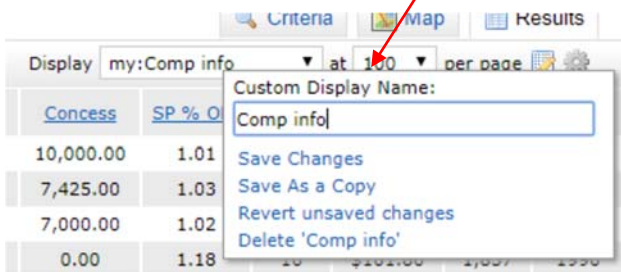 Criteria Map Results
Display my:Comp info at 100 per page
Custom Display Name:
Concess SP % O
Comp info
10,000.00 1.01
Save Changes
7,425.00 1.03
Save As a Copy
7,000.00 1.02
Revert unsaved changes
Delete 'Comp info'
0.00 1.18